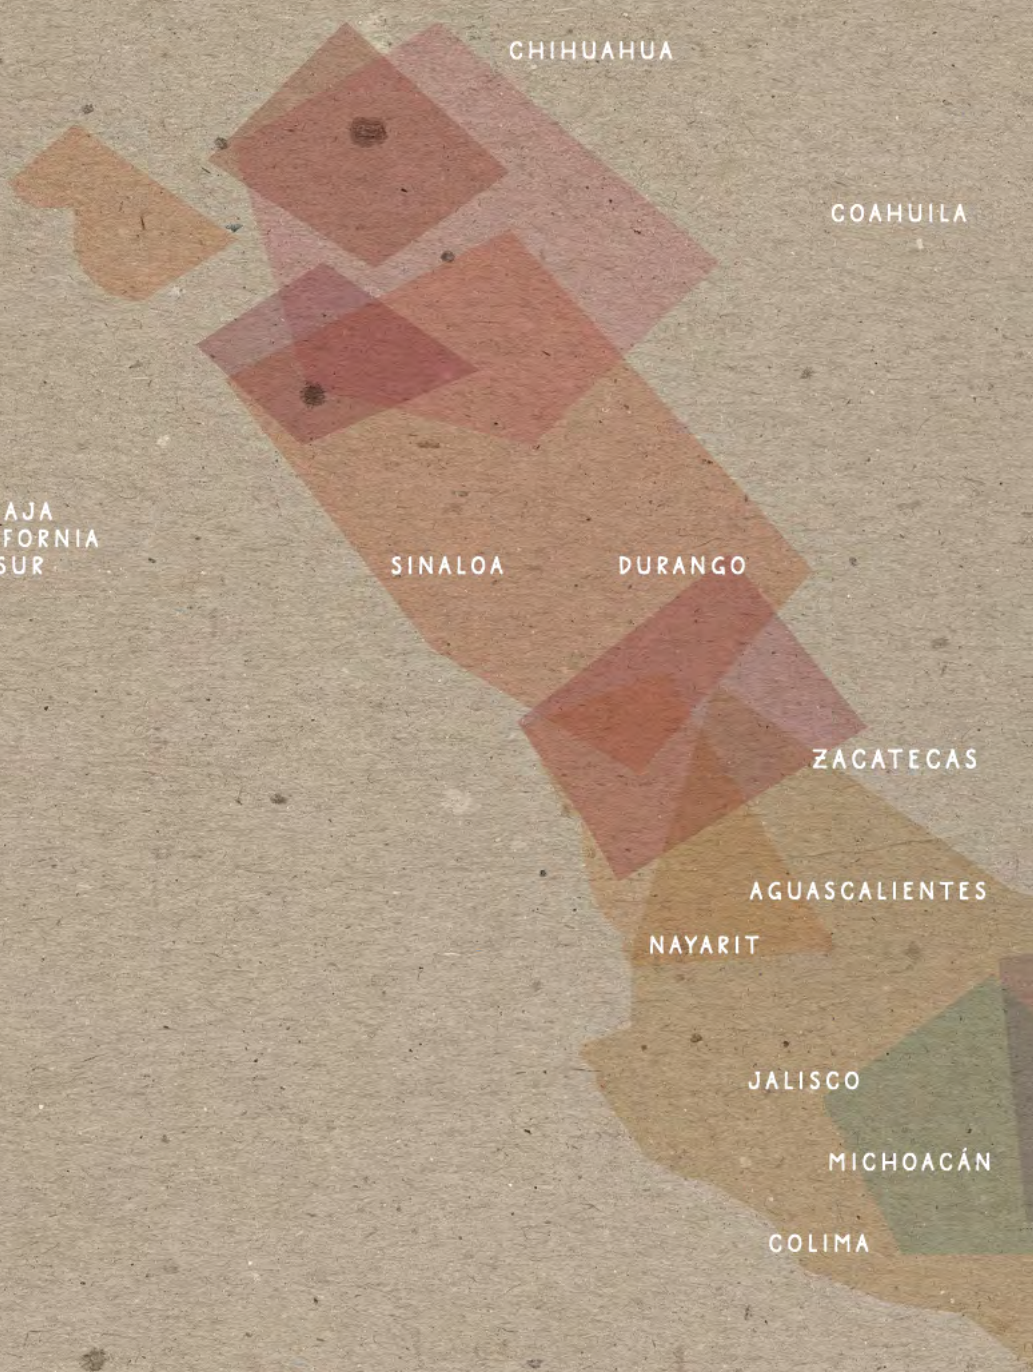 CHIHUAHUA
COAHUILA
AJA
FORNIA
SUR
SINALOA
DURANGO
ZACATECAS
AGUASCALIENTES
NAYARIT
JALISCO
MICHOACÁN
COLIMA